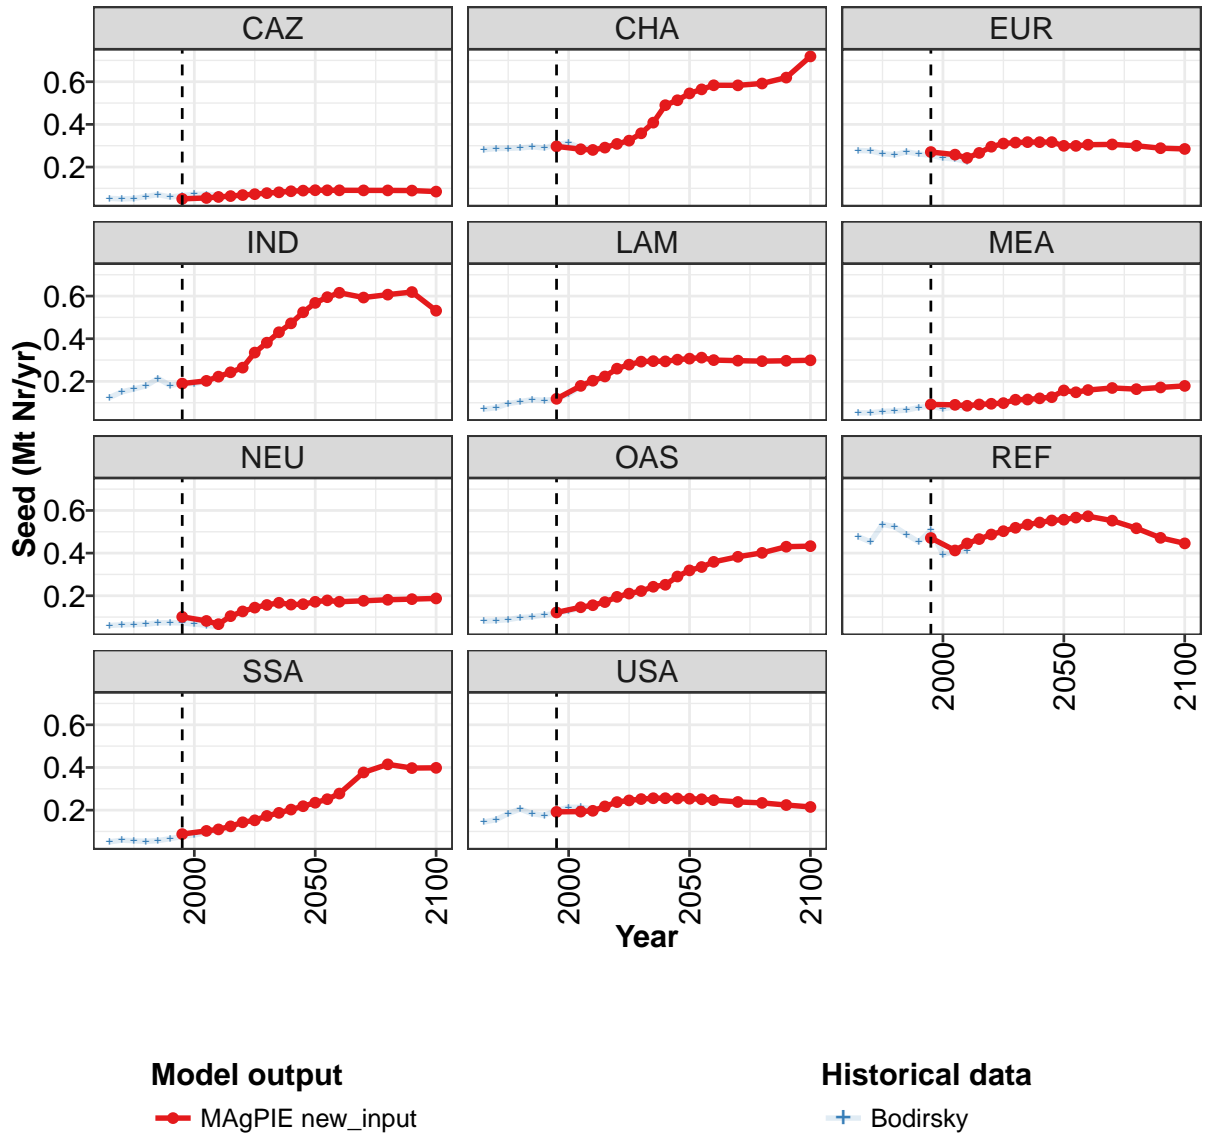 CAZ CHA EUR
0.6
0.4
0.2
IND LAM MEA
0.6
0.4
0.2
NEU OAS REF
0.6
0.4
0.2
SSA USA
0.6
0.4
0.2
2000 2050 2100
2000 2050 2100
2000 2050 2100
Seed (Mt Nr/yr)
Year
Model output
MAgPIE new_input
Historical data
Bodirsky